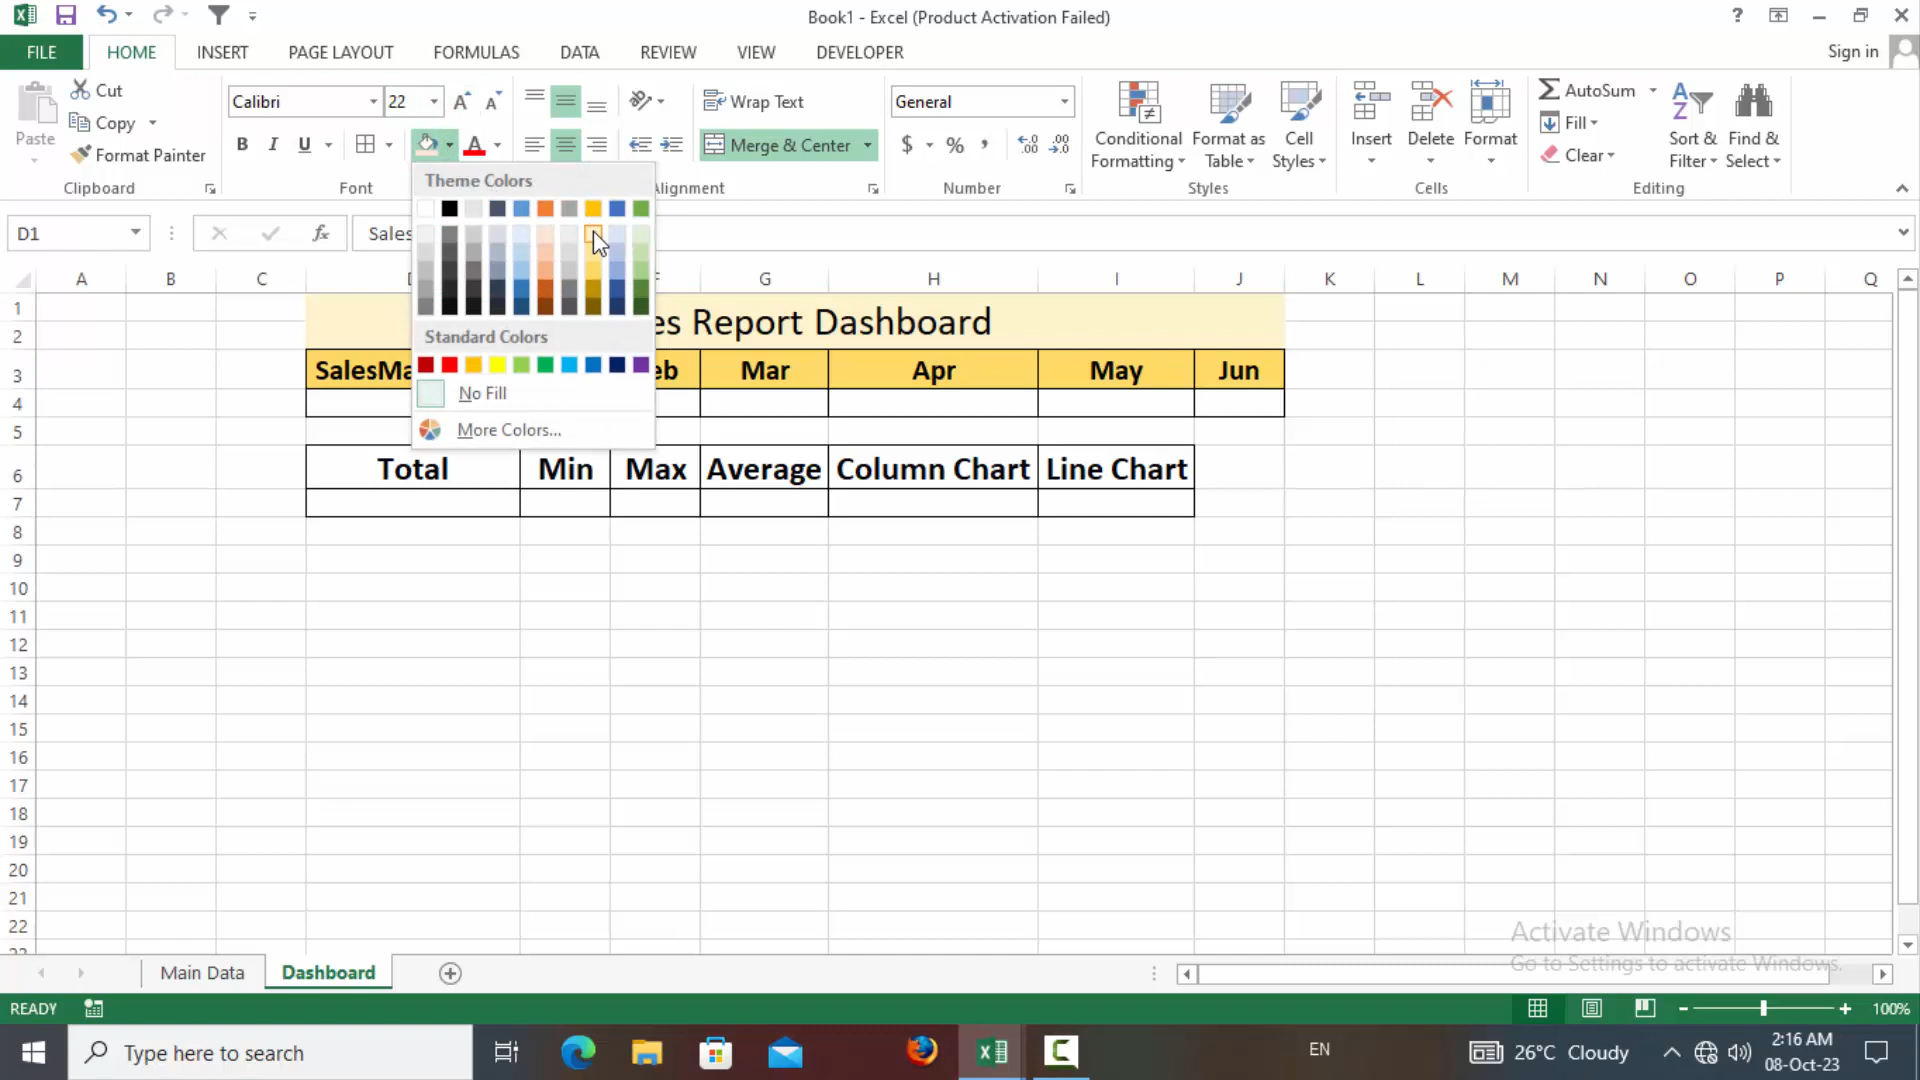 Book1 - Excel (Product Activation Failed)
FILE HOME INSERT PAGE LAYOUT FORMULAS DATA REVIEW VIEW DEVELOPER Sign in
Paste Cut Copy Format Painter Clipboard
Calibri 22 B I U A Font
Wrap Text Merge & Center lignment
General $ % , Number
Conditional Formatting Format as Table Cell Styles Styles
Insert Delete Format Cells
AutoSum Fill Clear Sort & Filter Find & Select Editing
Theme Colors
Standard Colors
No Fill
More Colors...
D1 fx Sales
A B C G H I J K L M N O P Q
1
2
es Report Dashboard
3 SalesMa eb Mar Apr May Jun
4
5
6 Total Min Max Average Column Chart Line Chart
7
8
9
10
11
12
13
14
15
16
17
18
19
20
21
22
Activate Windows
Go to Settings to activate Windows.
Main Data Dashboard
READY 100%
Type here to search EN 26°C Cloudy 2:16 AM
08-Oct-23